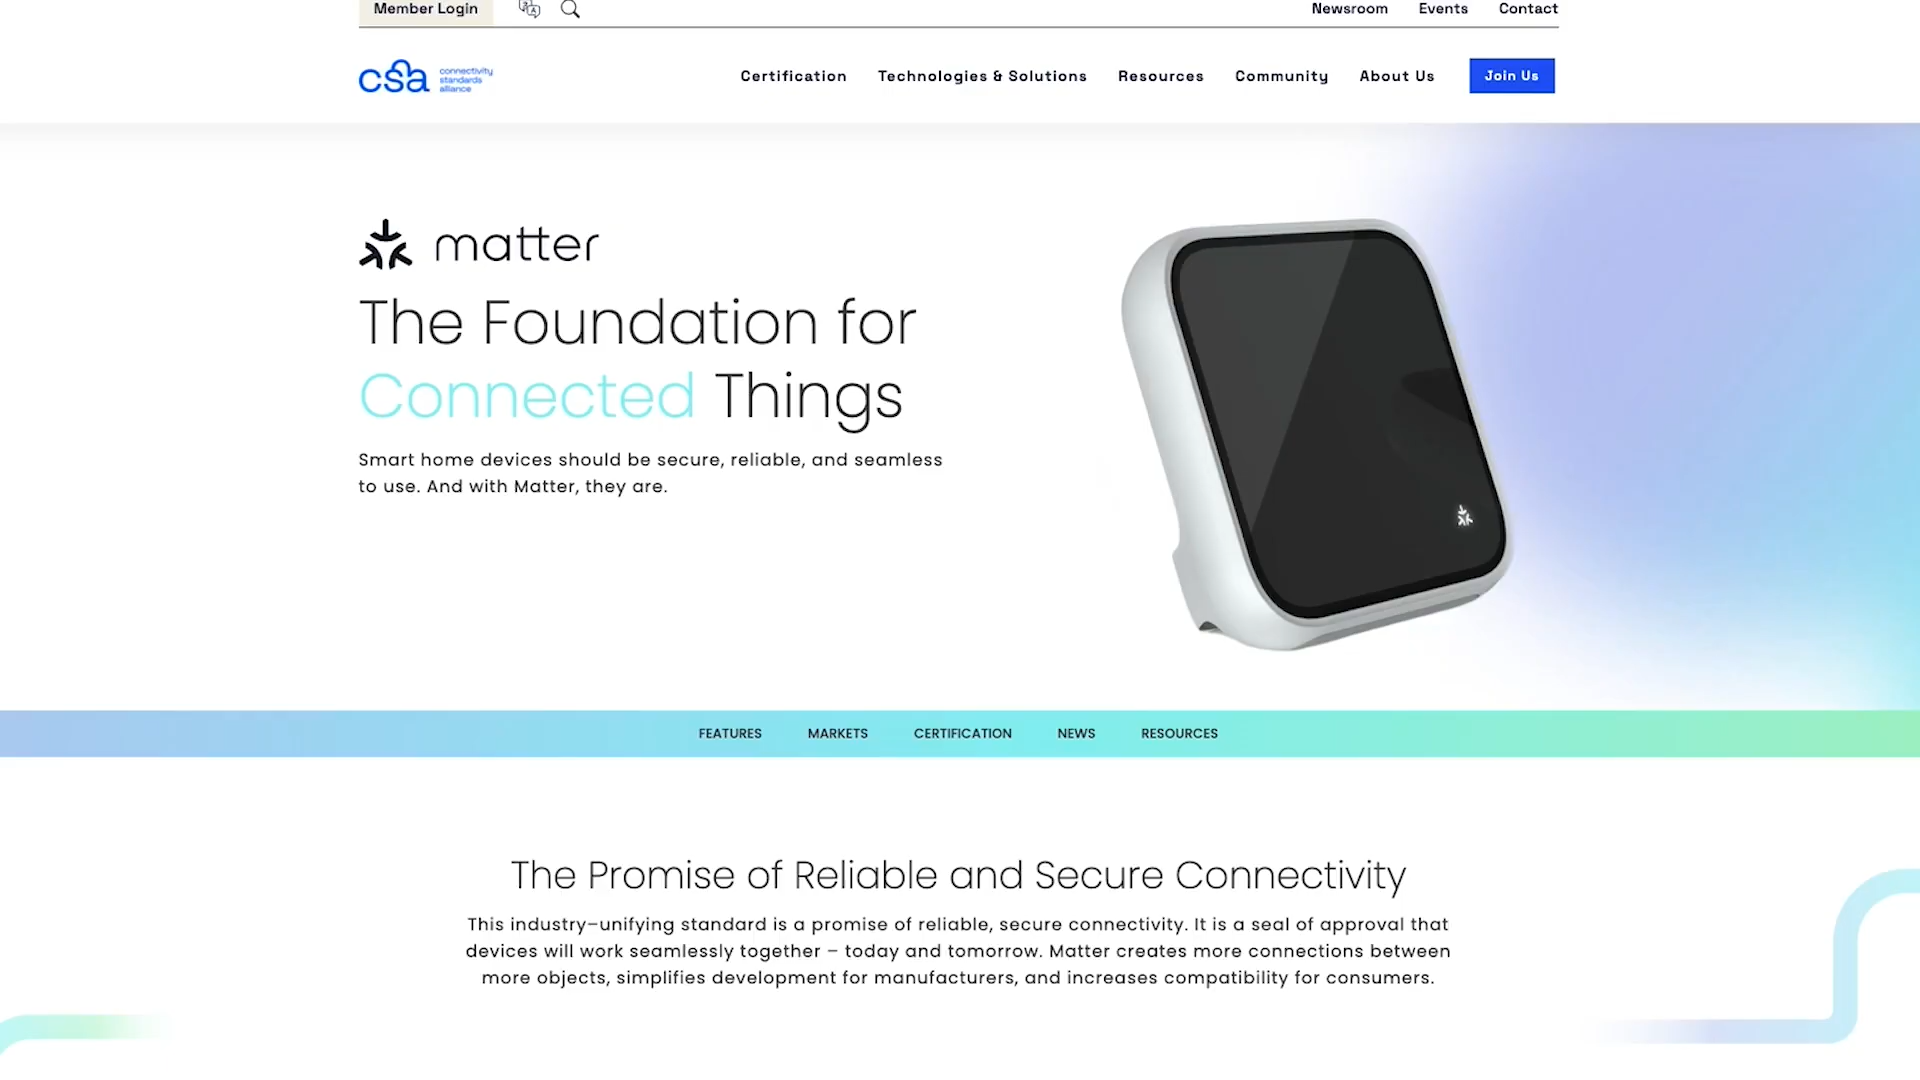 Member Login
Newsroom Events Contact
csa connectivity standards alliance
Certification Technologies & Solutions Resources Community About Us Join Us
matter
The Foundation for
Connected Things
Smart home devices should be secure, reliable, and seamless
to use. And with Matter, they are.
FEATURES MARKETS CERTIFICATION NEWS RESOURCES
The Promise of Reliable and Secure Connectivity
This industry–unifying standard is a promise of reliable, secure connectivity. It is a seal of approval that
devices will work seamlessly together – today and tomorrow. Matter creates more connections between
more objects, simplifies development for manufacturers, and increases compatibility for consumers.